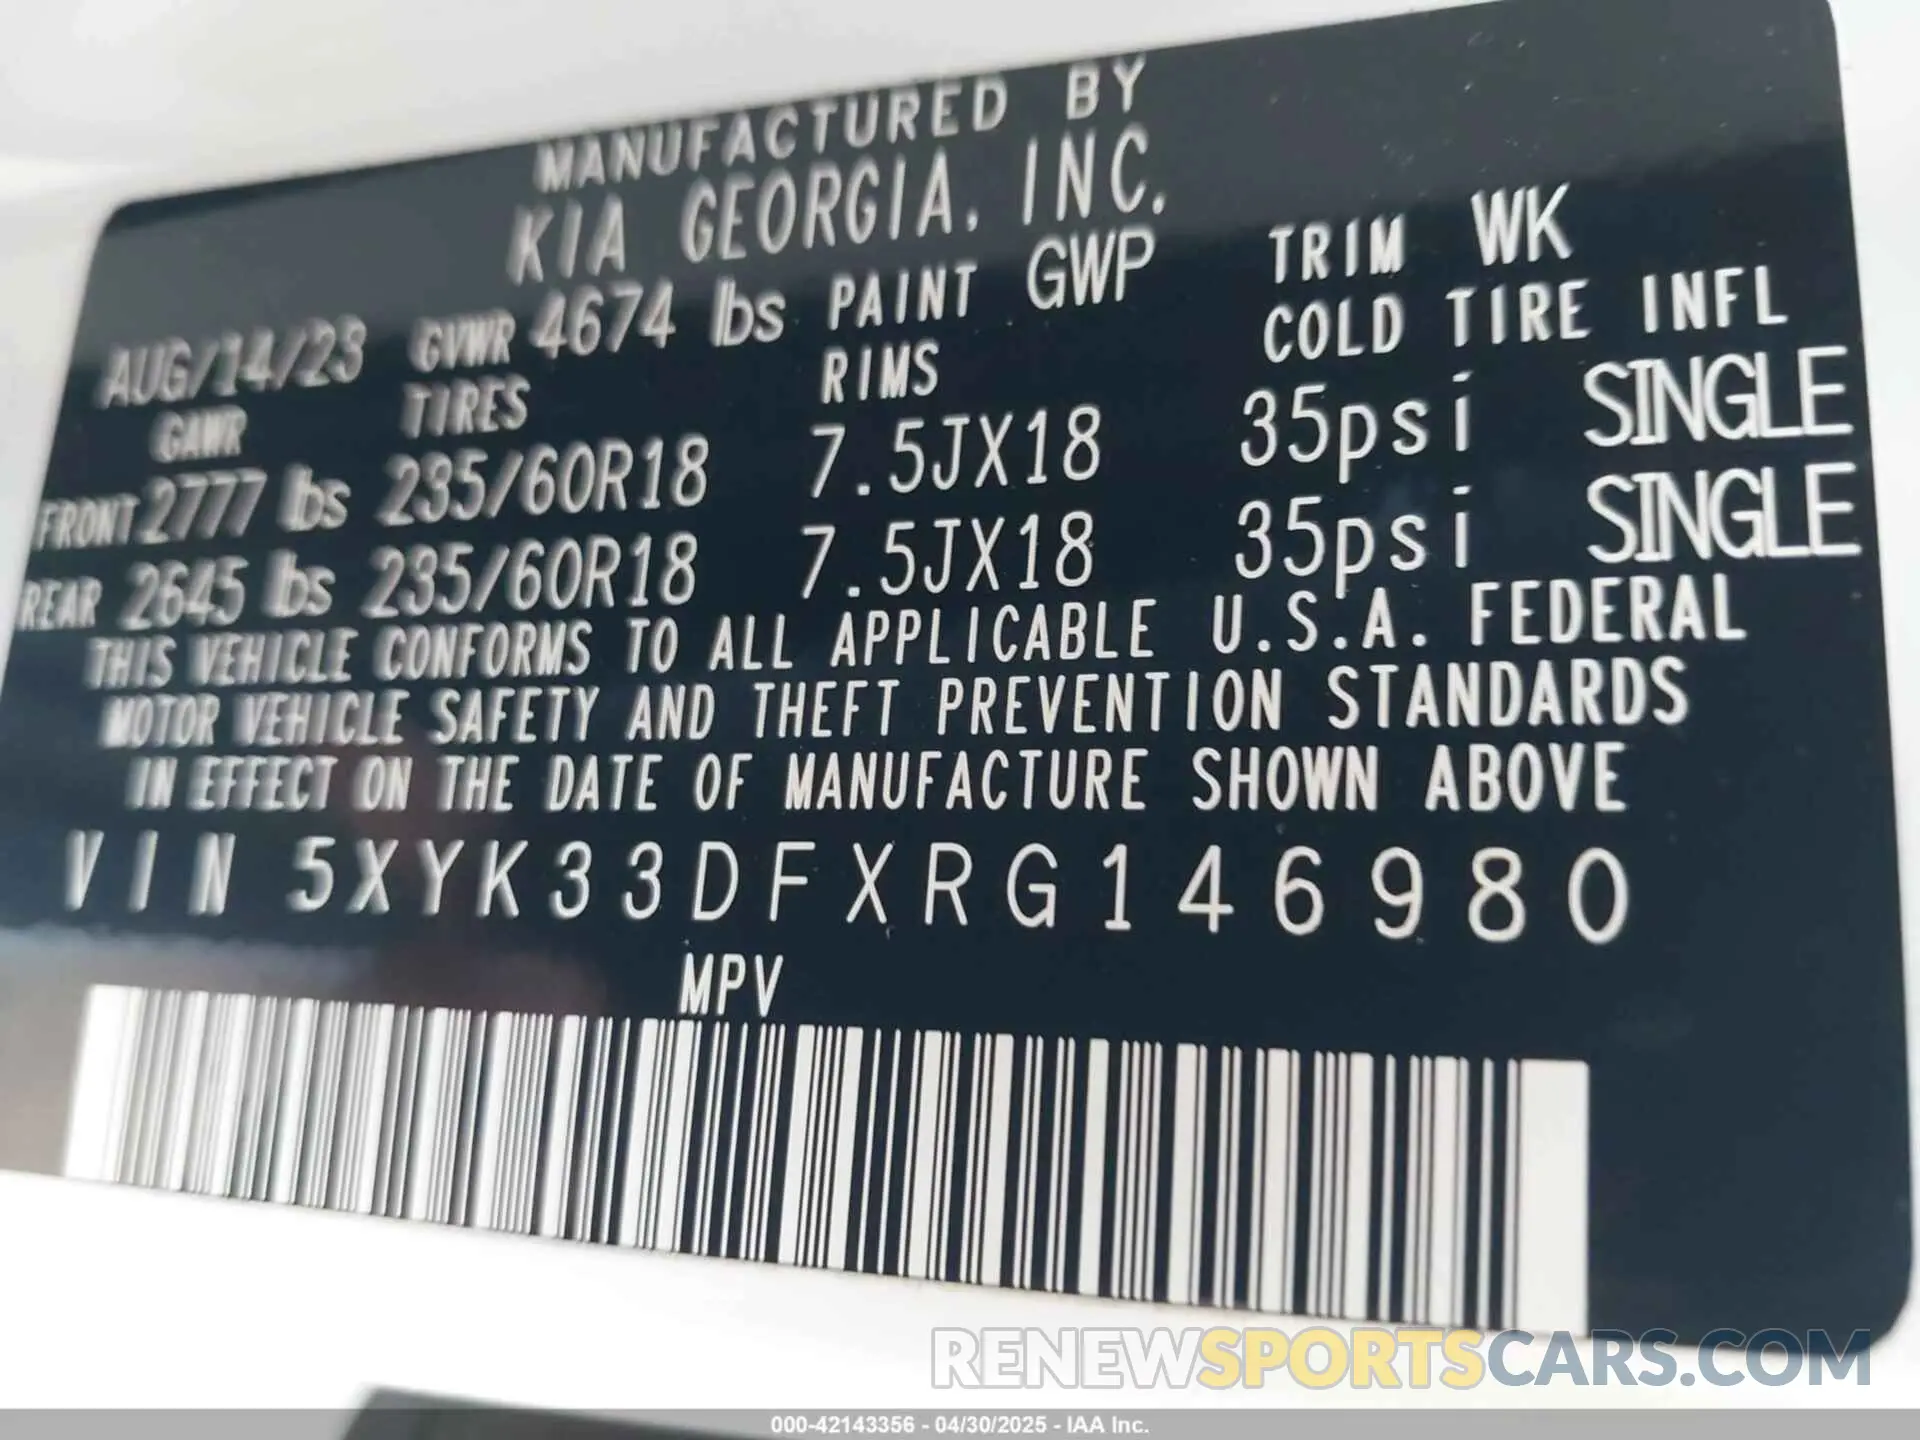 MANUFACTURED BY
KIA GEORGIA, INC.
AUG/14/23 GVWR 4674 lbs PAINT GWP TRIM WK
GAWR TIRES RIMS COLD TIRE INFL
FRONT 2777 lbs 235/60R18 7.5JX18 35psi SINGLE
REAR 2645 lbs 235/60R18 7.5JX18 35psi SINGLE
THIS VEHICLE CONFORMS TO ALL APPLICABLE U.S.A. FEDERAL
MOTOR VEHICLE SAFETY AND THEFT PREVENTION STANDARDS
IN EFFECT ON THE DATE OF MANUFACTURE SHOWN ABOVE
VIN 5XYK33DFXRG146980
MPV
RENEWSPORTSCARS.COM
000-42143356 - 04/30/2025 - IAA Inc.